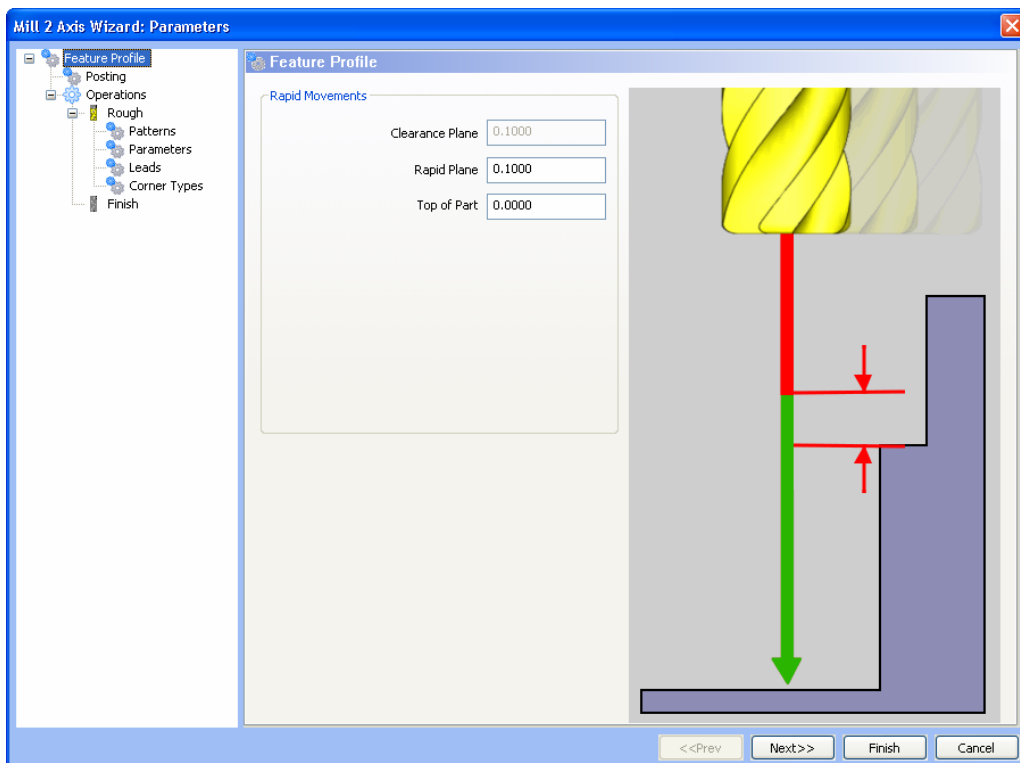 Mill 2 Axis Wizard: Parameters
Feature Profile
Posting
Operations
Rough
Patterns
Parameters
Leads
Corner Types
Finish
Feature Profile
Rapid Movements
Clearance Plane 0.1000
Rapid Plane 0.1000
Top of Part 0.0000
<<Prev Next>> Finish Cancel